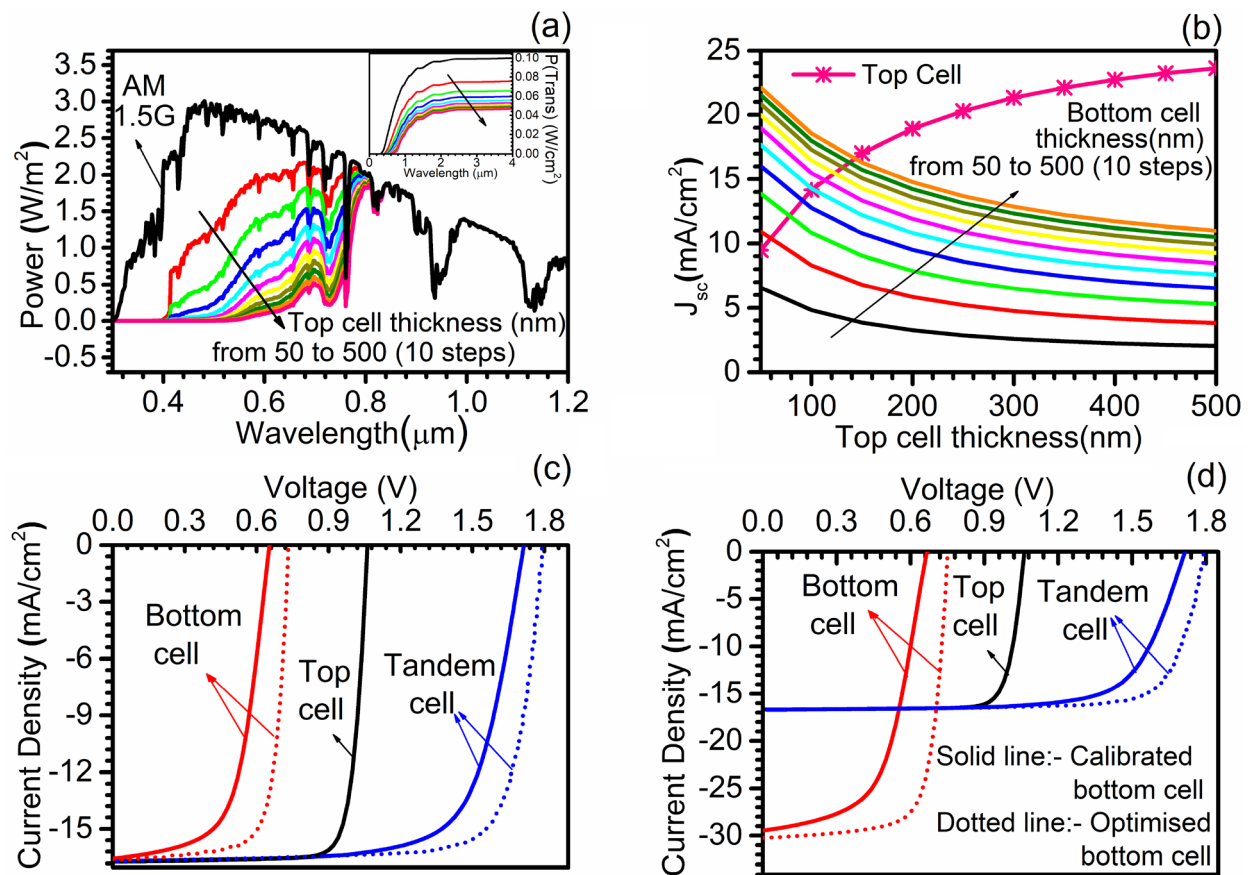 (a)
AM
1.5G
Top cell thickness (nm)
from 50 to 500 (10 steps)
Power (W/m²)
3.5
3.0
2.5
2.0
1.5
1.0
0.5
0.0
-0.5
0.4 0.6 0.8 1.0 1.2
Wavelength(μm)
P(Trans) (W/cm²)
0.10
0.08
0.06
0.04
0.02
0.00
0 1 2 3 4
Wavelength (μm)
(b)
Top Cell
Bottom cell
thickness(nm)
from 50 to 500 (10 steps)
J_sc(mA/cm²)
25
20
15
10
5
0
100 200 300 400 500
Top cell thickness(nm)
(c)
Voltage (V)
0.0 0.3 0.6 0.9 1.2 1.5 1.8
Current Density (mA/cm²)
0
-3
-6
-9
-12
-15
Bottom
cell
Top
cell
Tandem
cell
(d)
Voltage (V)
0.0 0.3 0.6 0.9 1.2 1.5 1.8
Current Density (mA/cm²)
0
-5
-10
-15
-20
-25
-30
Bottom
cell
Top
cell
Tandem
cell
Solid line:- Calibrated
bottom cell
Dotted line:- Optimised
bottom cell